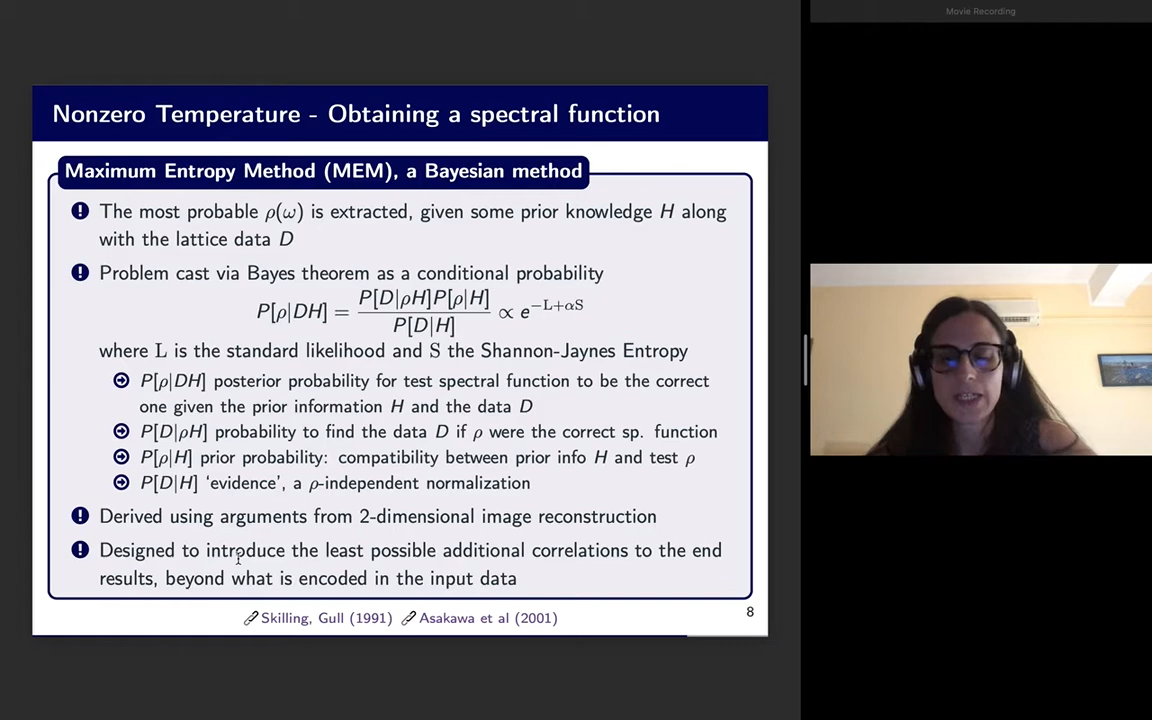 Movie Recording
Nonzero Temperature - Obtaining a spectral function
Maximum Entropy Method (MEM), a Bayesian method
The most probable ρ(ω) is extracted, given some prior knowledge H along
with the lattice data D
Problem cast via Bayes theorem as a conditional probability
P[ρ|DH] = P[D|ρH]P[ρ|H] / P[D|H] ∝ e^{−L+αS}
where L is the standard likelihood and S the Shannon-Jaynes Entropy
P[ρ|DH] posterior probability for test spectral function to be the correct
one given the prior information H and the data D
P[D|ρH] probability to find the data D if ρ were the correct sp. function
P[ρ|H] prior probability: compatibility between prior info H and test ρ
P[D|H] ‘evidence’, a ρ-independent normalization
Derived using arguments from 2-dimensional image reconstruction
Designed to introduce the least possible additional correlations to the end
results, beyond what is encoded in the input data
Skilling, Gull (1991) Asakawa et al (2001)
8